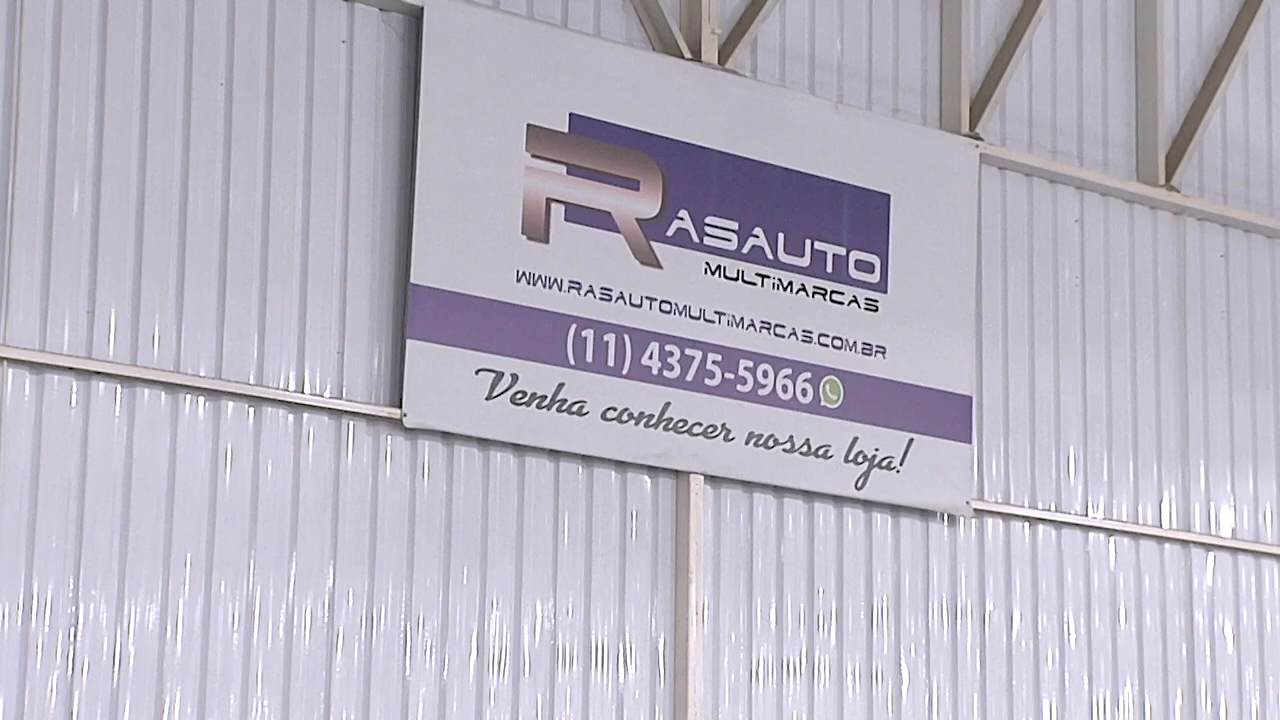 RASAUTO
MULTiMARCAS
WWW.RASAUTOMULTiMARCAS.COM.BR
(11) 4375-5966
Venha conhecer nossa loja!